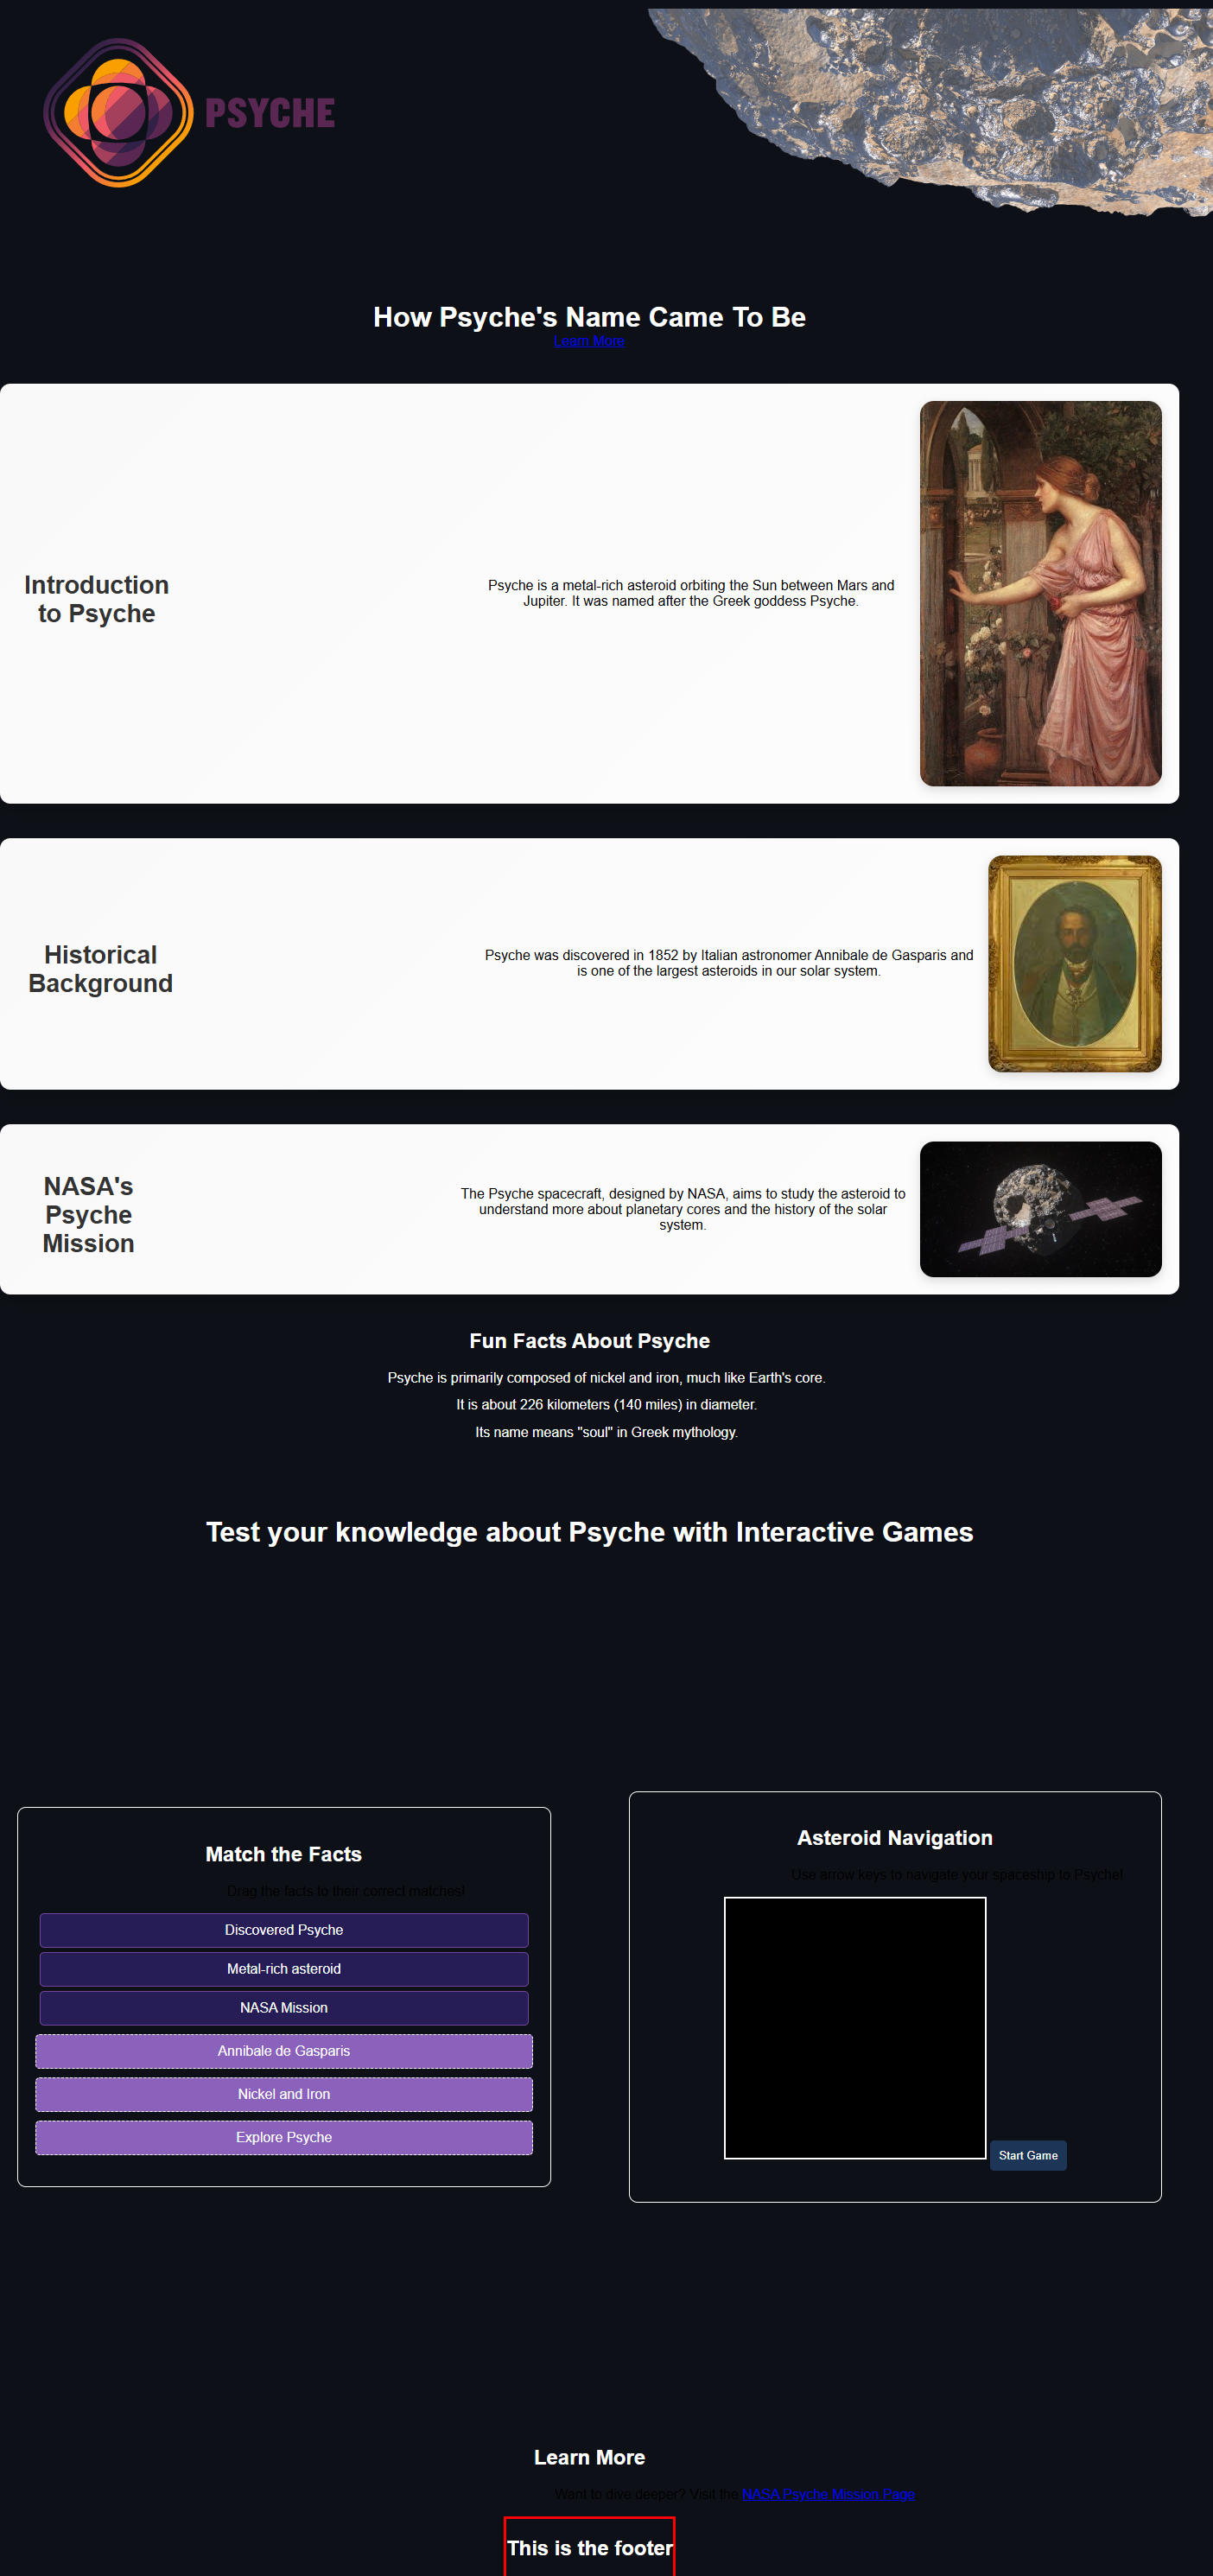 PSYCHE
How Psyche's Name Came To Be
Learn More
Introduction
to Psyche
Psyche is a metal-rich asteroid orbiting the Sun between Mars and
Jupiter. It was named after the Greek goddess Psyche.
Historical
Background
Psyche was discovered in 1852 by Italian astronomer Annibale de Gasparis and
is one of the largest asteroids in our solar system.
NASA's
Psyche
Mission
The Psyche spacecraft, designed by NASA, aims to study the asteroid to
understand more about planetary cores and the history of the solar
system.
Fun Facts About Psyche
Psyche is primarily composed of nickel and iron, much like Earth's core.
It is about 226 kilometers (140 miles) in diameter.
Its name means "soul" in Greek mythology.
Test your knowledge about Psyche with Interactive Games
Match the Facts
Drag the facts to their correct matches!
Discovered Psyche
Metal-rich asteroid
NASA Mission
Annibale de Gasparis
Nickel and Iron
Explore Psyche
Asteroid Navigation
Use arrow keys to navigate your spaceship to Psyche!
Start Game
Learn More
Want to dive deeper? Visit the NASA Psyche Mission Page
This is the footer